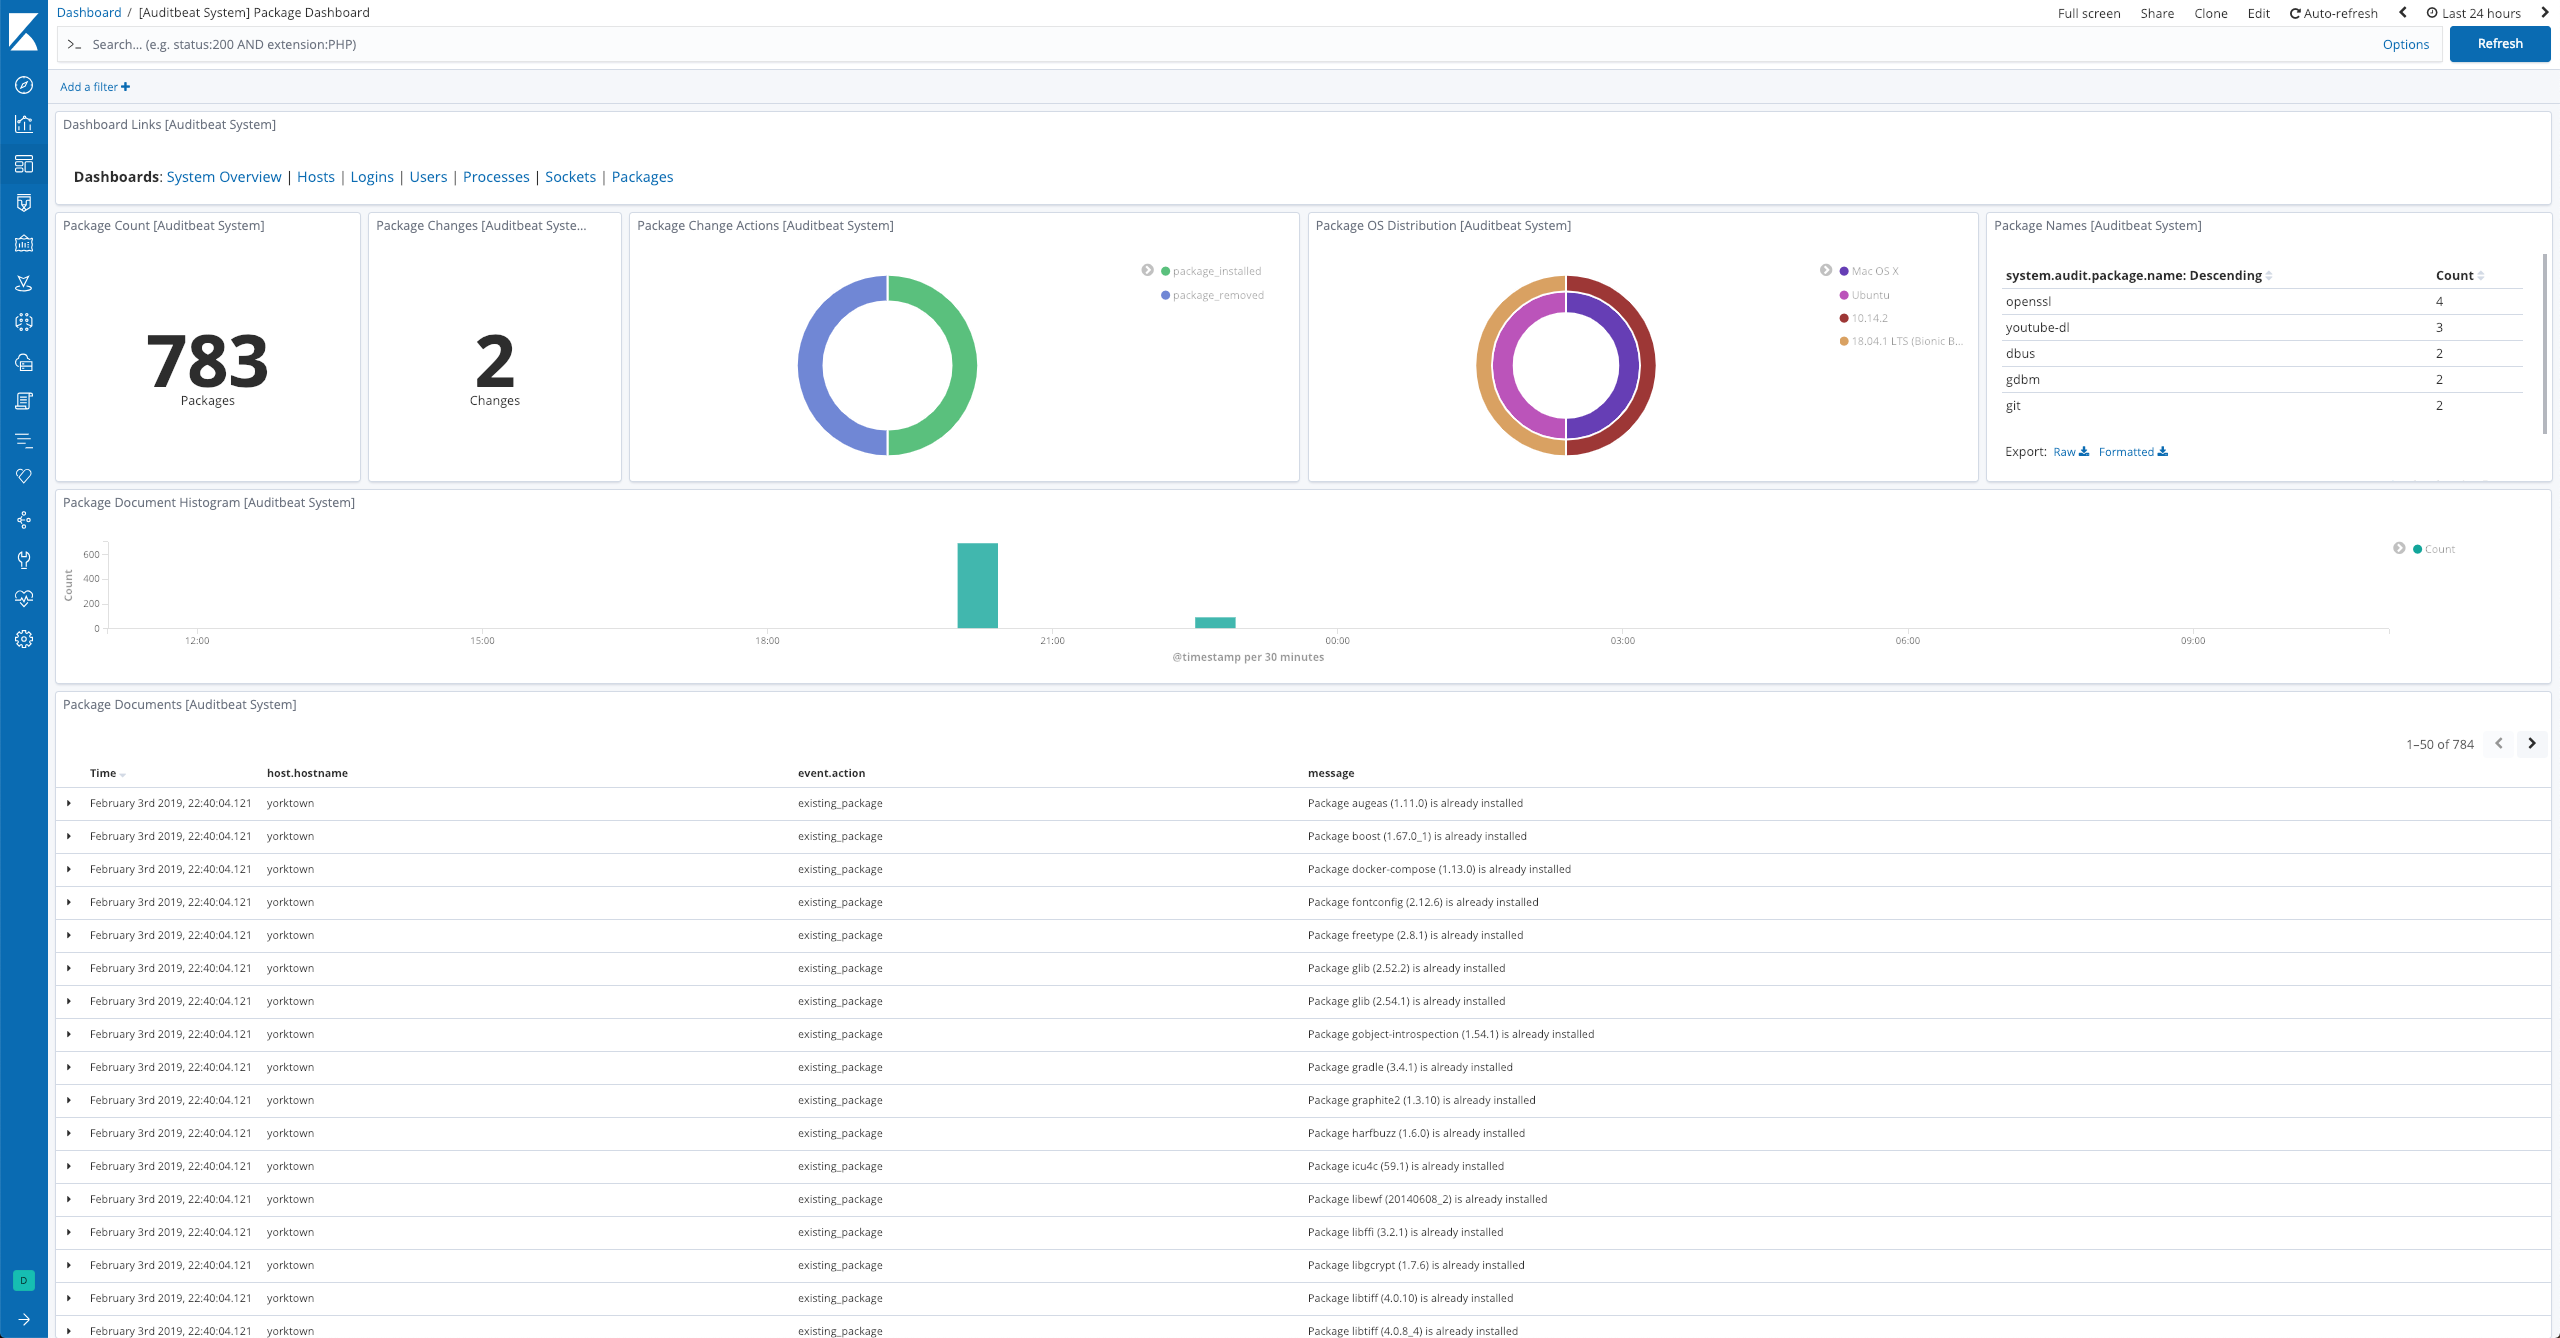 Dashboard / [Auditbeat System] Package Dashboard
Full screen Share Clone Edit Auto-refresh Last 24 hours
>_ Search... (e.g. status:200 AND extension:PHP) Options Refresh
Add a filter +
Dashboard Links [Auditbeat System]
Dashboards: System Overview | Hosts | Logins | Users | Processes | Sockets | Packages
Package Count [Auditbeat System]
783
Packages
Package Changes [Auditbeat Syste...
2
Changes
Package Change Actions [Auditbeat System]
package_installed
package_removed
Package OS Distribution [Auditbeat System]
Mac OS X
Ubuntu
10.14.2
18.04.1 LTS (Bionic B...
Package Names [Auditbeat System]
system.audit.package.name: Descending Count
openssl 4
youtube-dl 3
dbus 2
gdbm 2
git 2
Export: Raw Formatted
Package Document Histogram [Auditbeat System]
Count
600
400
200
0
12:00 15:00 18:00 21:00 00:00 03:00 06:00 09:00
@timestamp per 30 minutes
Count
Package Documents [Auditbeat System]
1–50 of 784
Time host.hostname event.action message
February 3rd 2019, 22:40:04.121 yorktown existing_package Package augeas (1.11.0) is already installed
February 3rd 2019, 22:40:04.121 yorktown existing_package Package boost (1.67.0_1) is already installed
February 3rd 2019, 22:40:04.121 yorktown existing_package Package docker-compose (1.13.0) is already installed
February 3rd 2019, 22:40:04.121 yorktown existing_package Package fontconfig (2.12.6) is already installed
February 3rd 2019, 22:40:04.121 yorktown existing_package Package freetype (2.8.1) is already installed
February 3rd 2019, 22:40:04.121 yorktown existing_package Package glib (2.52.2) is already installed
February 3rd 2019, 22:40:04.121 yorktown existing_package Package glib (2.54.1) is already installed
February 3rd 2019, 22:40:04.121 yorktown existing_package Package gobject-introspection (1.54.1) is already installed
February 3rd 2019, 22:40:04.121 yorktown existing_package Package gradle (3.4.1) is already installed
February 3rd 2019, 22:40:04.121 yorktown existing_package Package graphite2 (1.3.10) is already installed
February 3rd 2019, 22:40:04.121 yorktown existing_package Package harfbuzz (1.6.0) is already installed
February 3rd 2019, 22:40:04.121 yorktown existing_package Package icu4c (59.1) is already installed
February 3rd 2019, 22:40:04.121 yorktown existing_package Package libewf (20140608_2) is already installed
February 3rd 2019, 22:40:04.121 yorktown existing_package Package libffi (3.2.1) is already installed
February 3rd 2019, 22:40:04.121 yorktown existing_package Package libgcrypt (1.7.6) is already installed
February 3rd 2019, 22:40:04.121 yorktown existing_package Package libtiff (4.0.10) is already installed
February 3rd 2019, 22:40:04.121 yorktown existing_package Package libtiff (4.0.8_4) is already installed
D